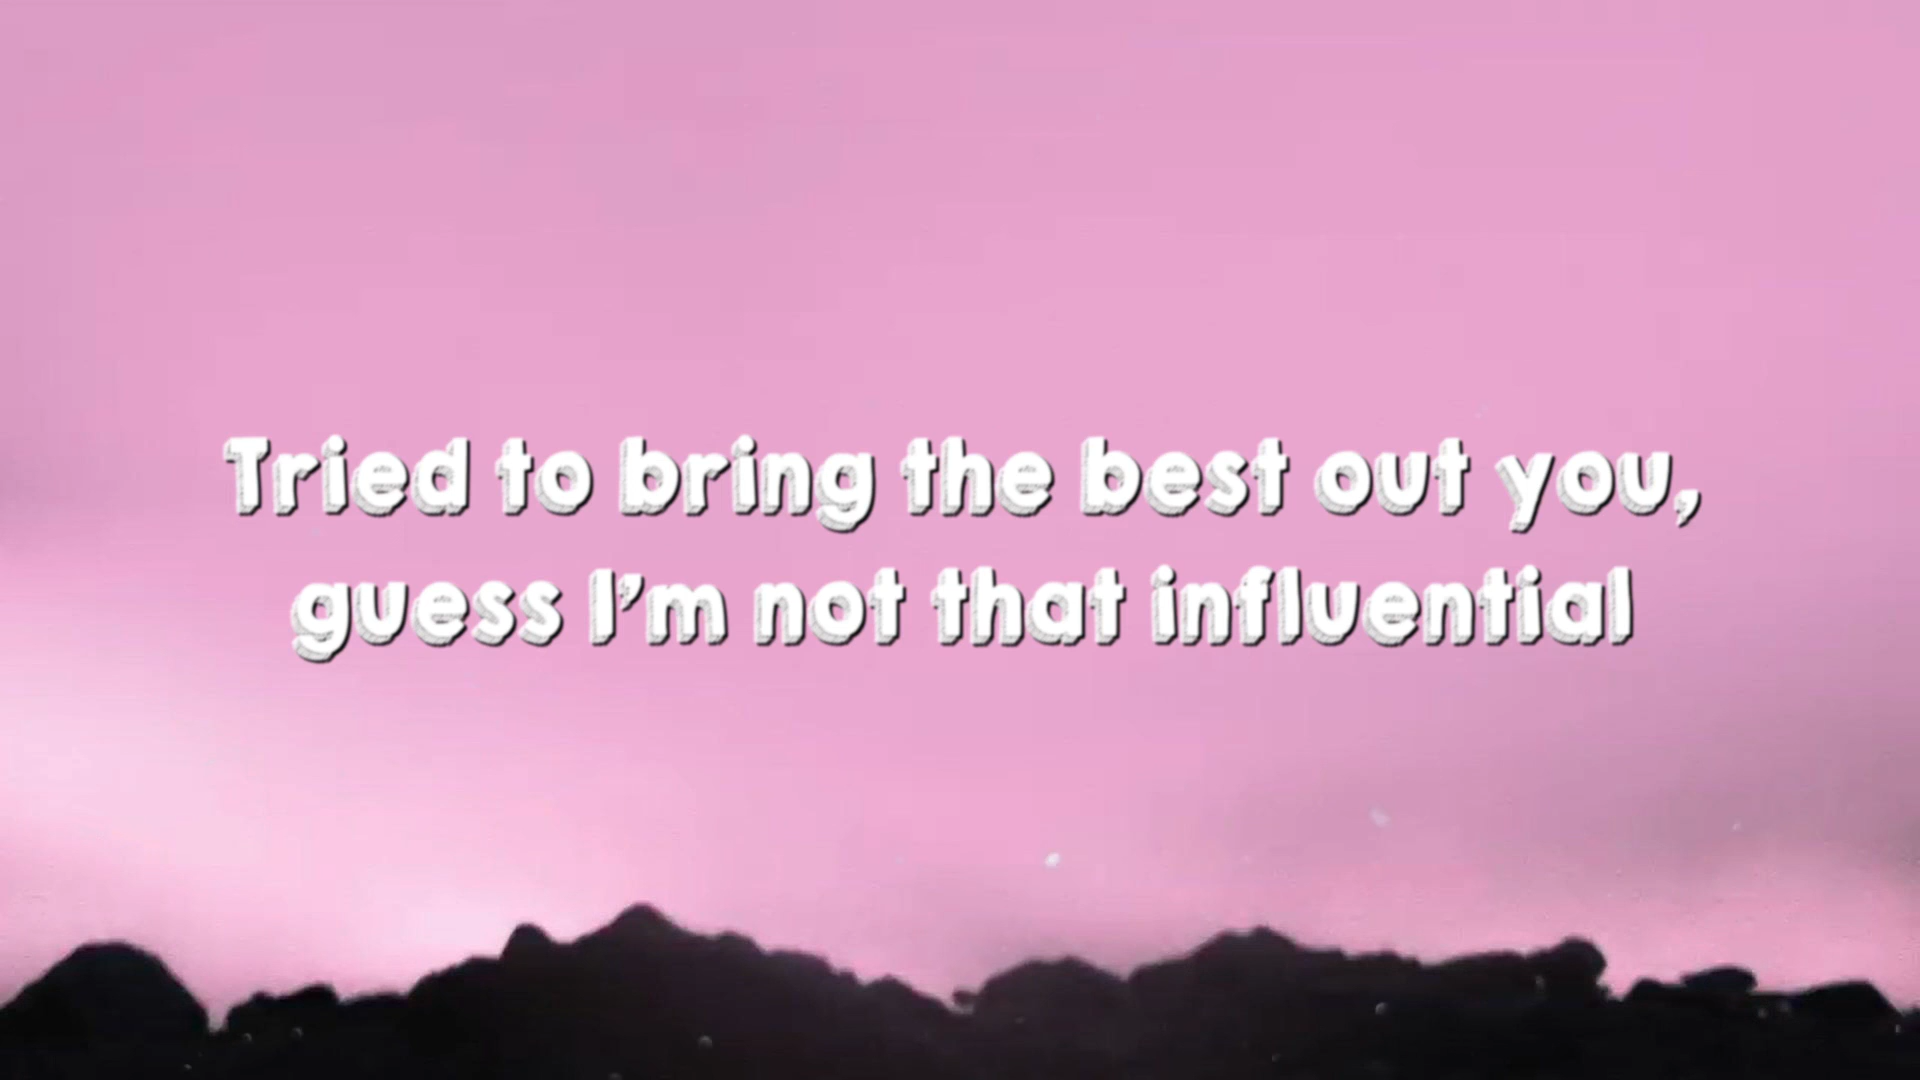 Tried to bring the best out you,
guess I'm not that influential